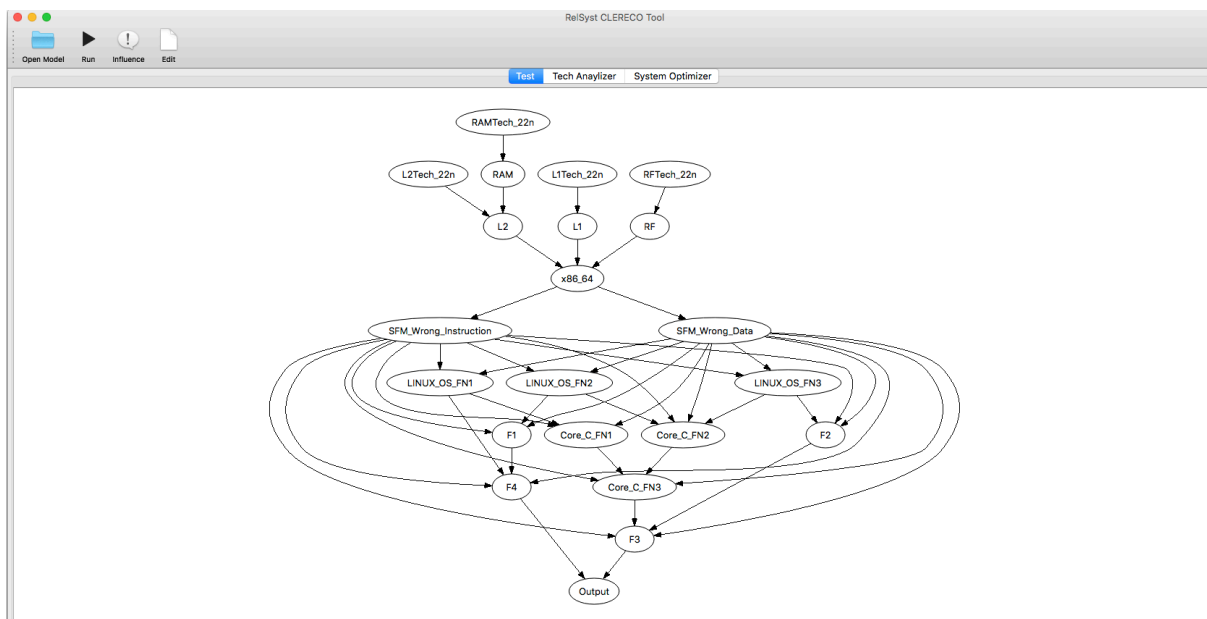 RelSyst CLERECO Tool
Open Model Run Influence Edit
Test Tech Anaylizer System Optimizer
RAMTech_22n
L2Tech_22n RAM L1Tech_22n RFTech_22n
L2 L1 RF
x86_64
SFM_Wrong_Instruction SFM_Wrong_Data
LINUX_OS_FN1 LINUX_OS_FN2 LINUX_OS_FN3
F1 Core_C_FN1 Core_C_FN2 F2
F4 Core_C_FN3
F3
Output